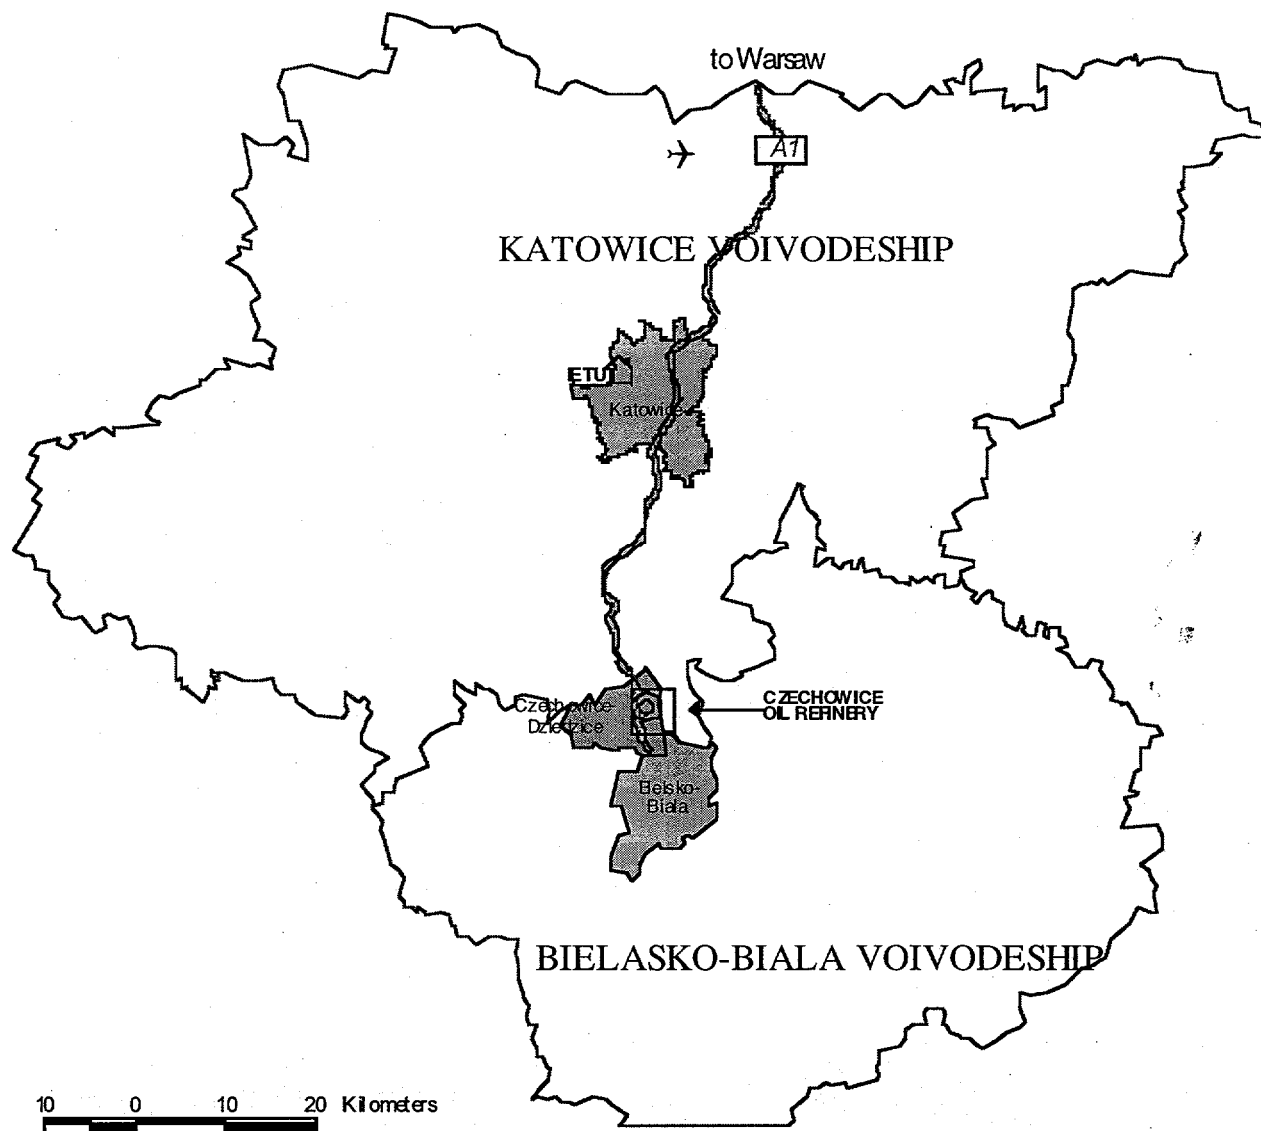 to Warsaw
A1
KATOWICE VOIVODESHIP
IETU
Katowice
CZECHOWICE
OIL REFINERY
Czechowice
Dziedzice
Bielsko-
Biala
BIELASKO-BIALA VOIVODESHIP
10 0 10 20 Kilometers